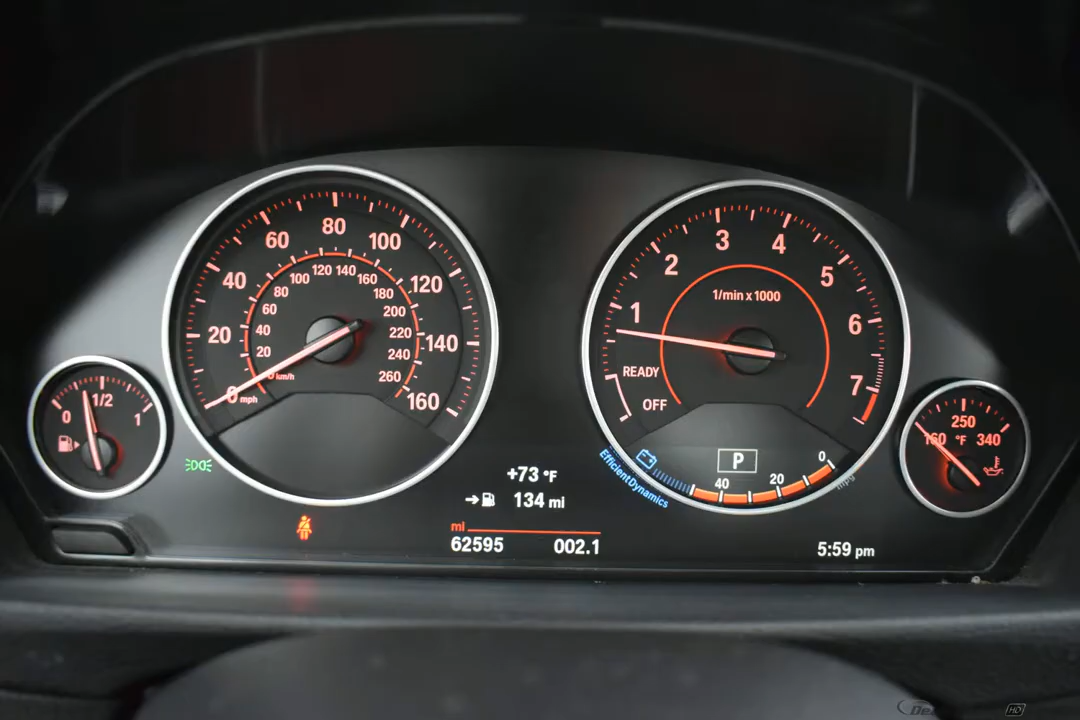 80
60
100
40
120
20
140
0 mph
160
120 140
100
160
80
180
60
200
40
220
20
240
0 km/h
260
0
1/2
1
+73 °F
134 mi
mi
62595 002.1
3
4
2
5
1
6
7
1/min x 1000
READY
OFF
P
EfficientDynamics
40
20
0
mpg
250
160 °F 340
5:59 pm
HD